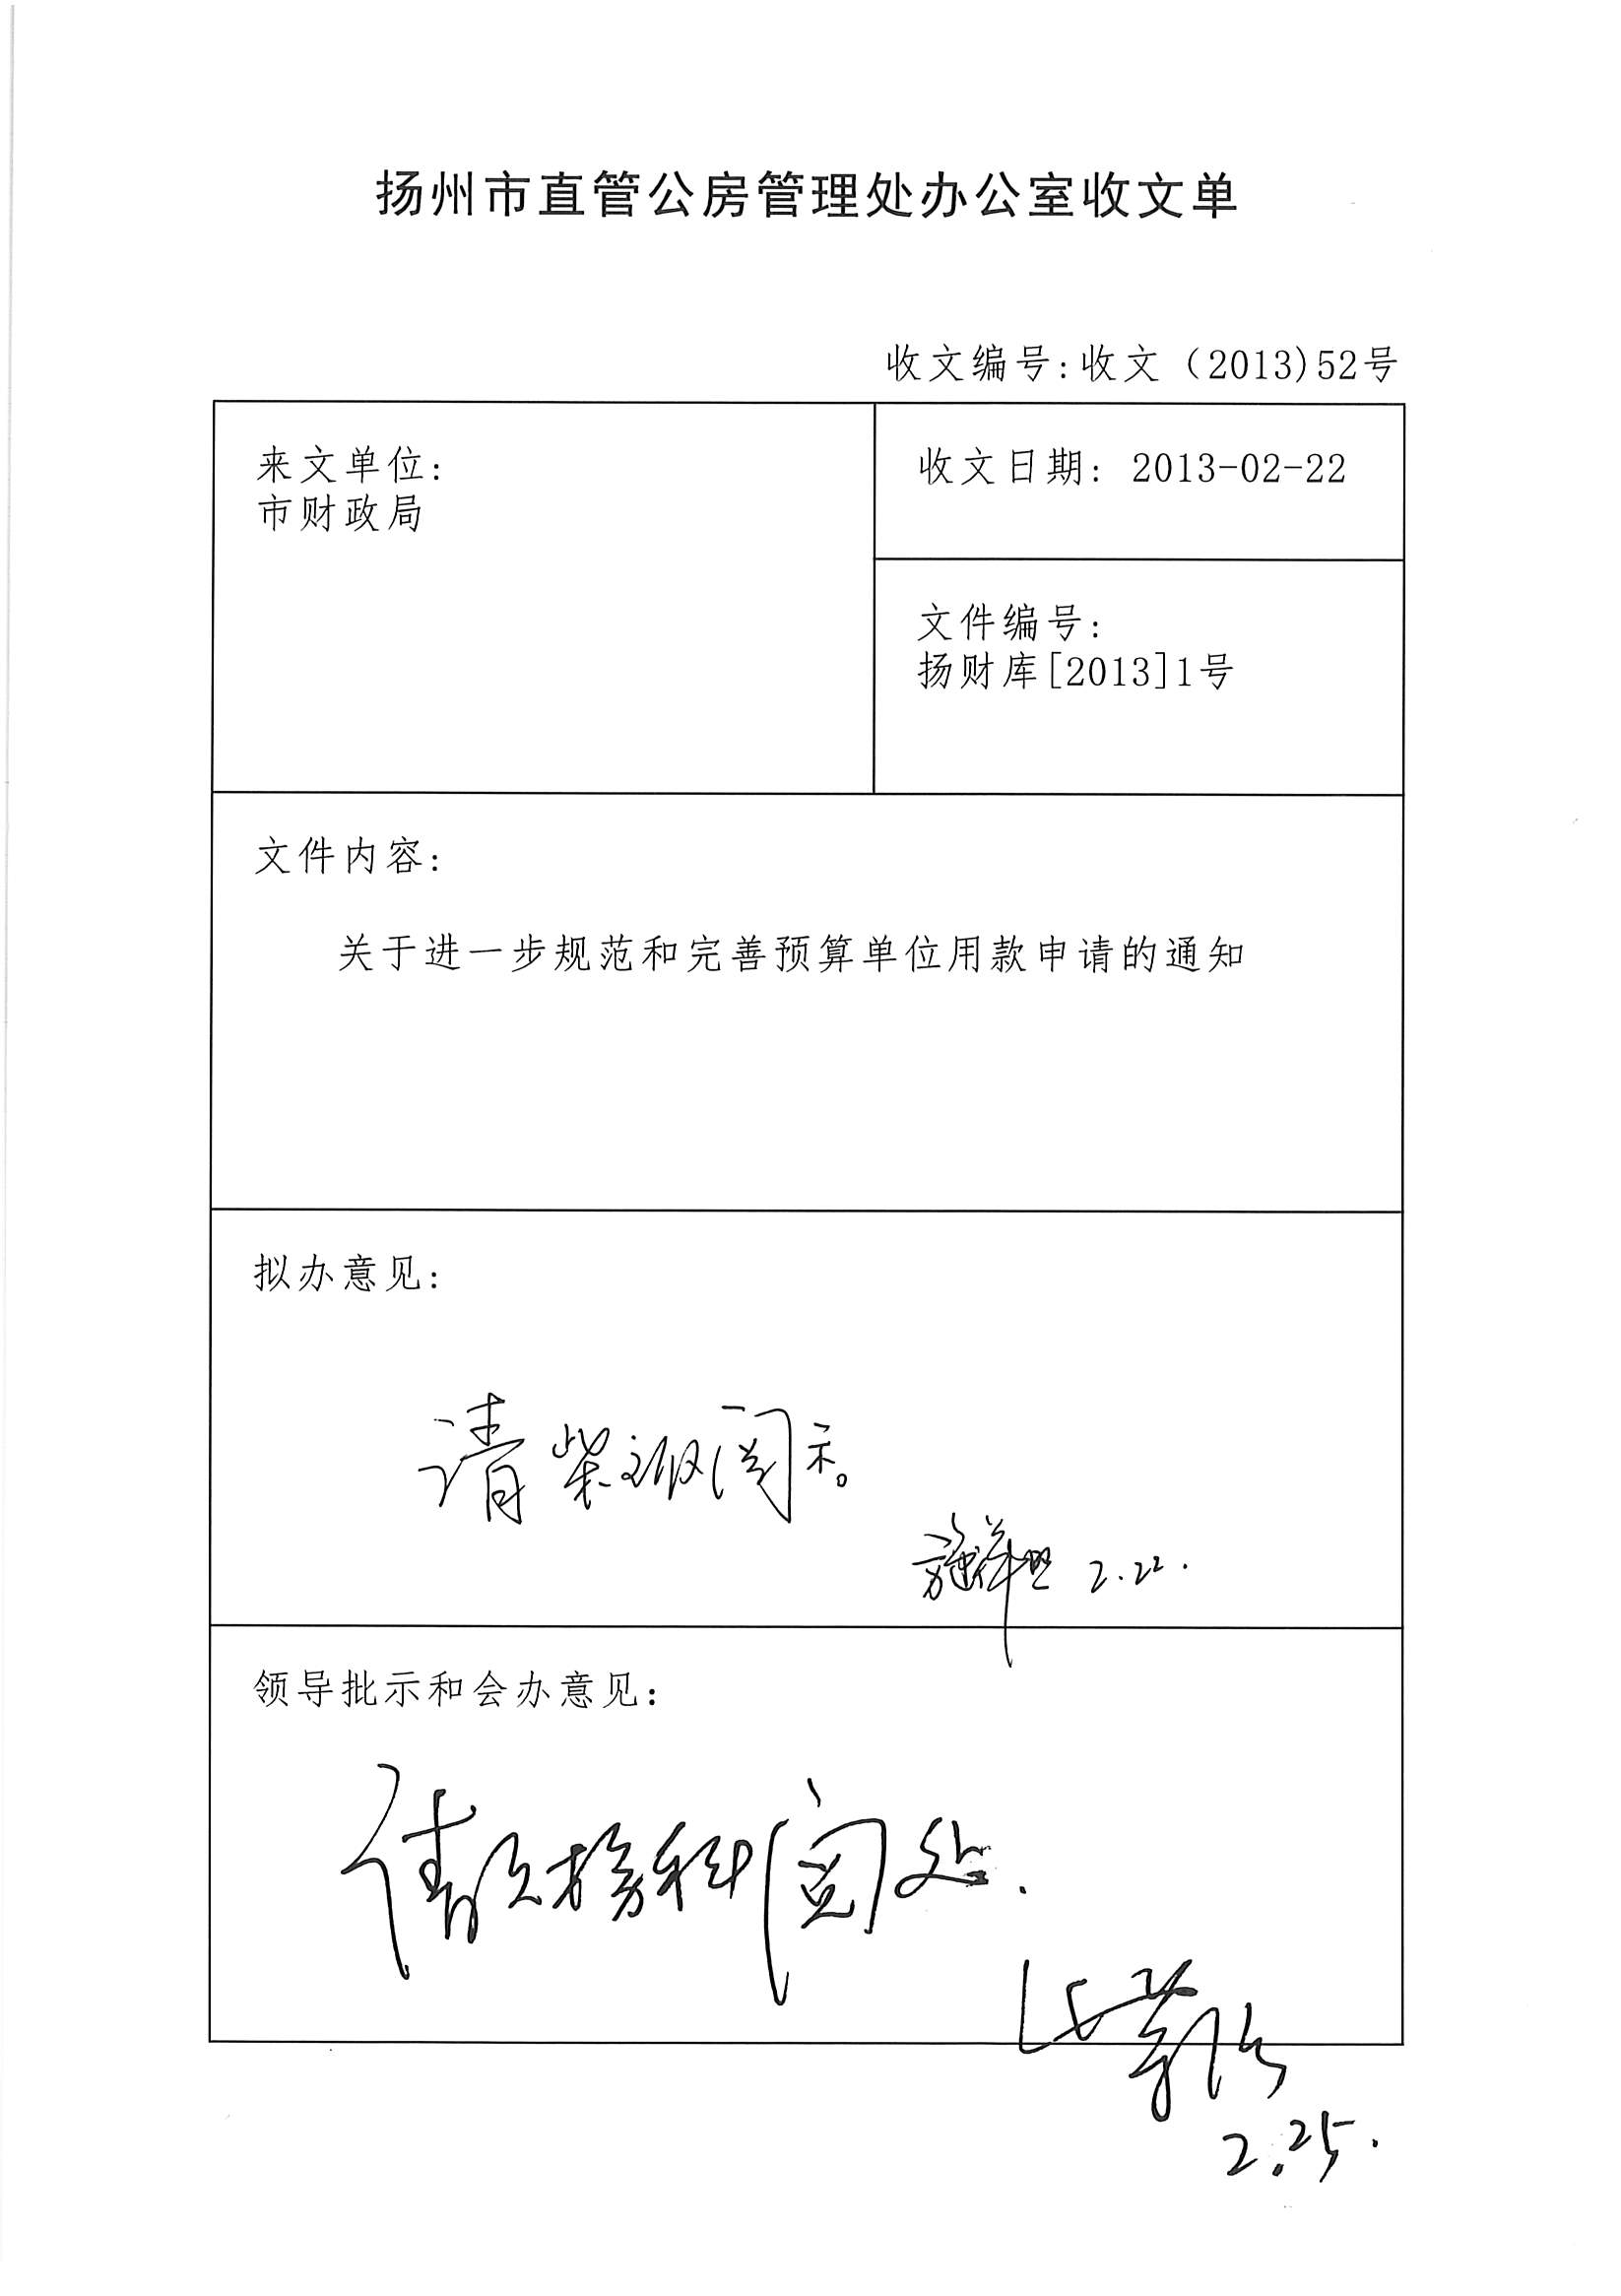 扬州市直管公房管理处办公室收文单
收文编号:收文（2013)52号
来文单位:
市财政局
收文日期: 2013-02-22
文件编号:
扬财库[2013]1号
文件内容:
关于进一步规范和完善预算单位用款申请的通知
拟办意见:
请柴 阅示。
2.22.
领导批示和会办意见:
请 科阅处.
2.25.